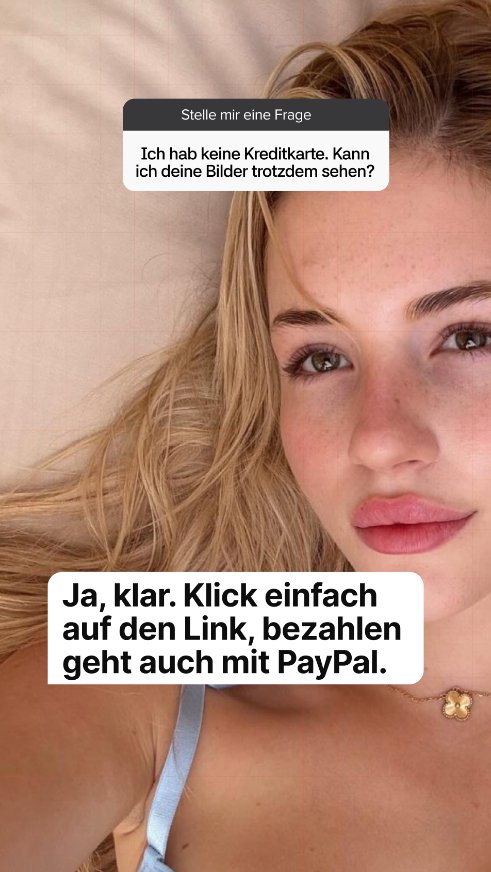 Stelle mir eine Frage
Ich hab keine Kreditkarte. Kann
ich deine Bilder trotzdem sehen?
Ja, klar. Klick einfach
auf den Link, bezahlen
geht auch mit PayPal.